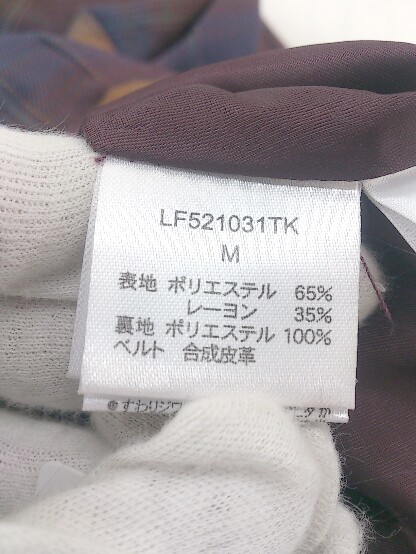 LF521031TK
M
表地 ポリエステル 65%
レーヨン 35%
裏地 ポリエステル 100%
ベルト 合成皮革